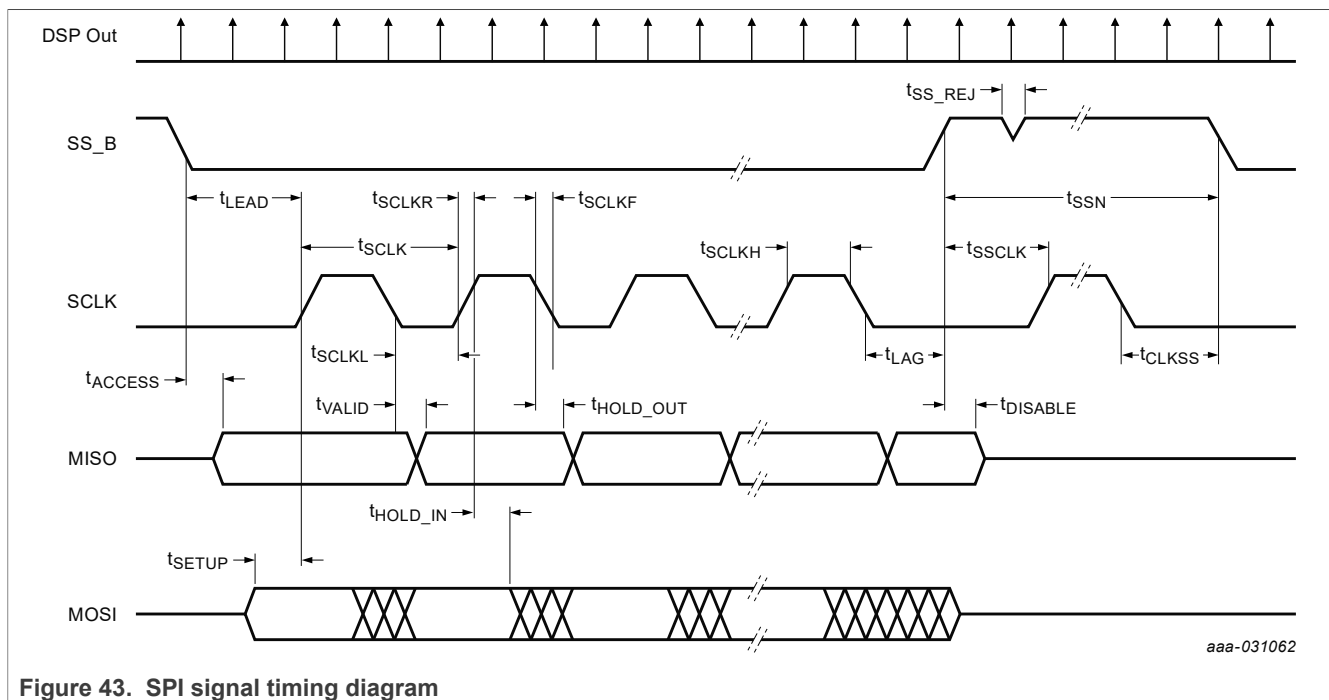 DSP Out
tSS_REJ
SS_B
tLEAD
tSCLKR
tSCLKF
tSSN
tSCLK
tSCLKH
tSSCLK
SCLK
tSCLKL
tLAG
tCLKSS
tACCESS
tVALID
tHOLD_OUT
tDISABLE
MISO
tHOLD_IN
tSETUP
MOSI
aaa-031062
Figure 43. SPI signal timing diagram